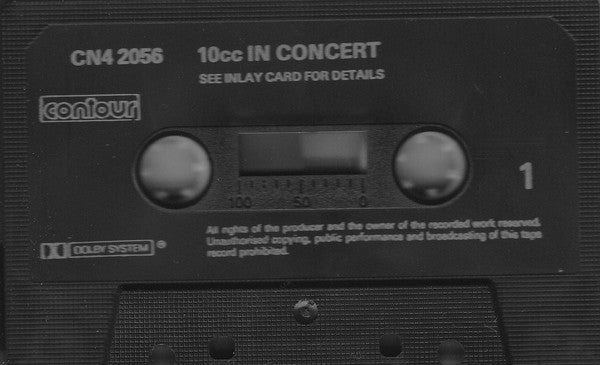 CN4 2056 10cc IN CONCERT
SEE INLAY CARD FOR DETAILS
contour
1
100 50 0
All rights of the producer and the owner of the recorded work reserved.
Unauthorised copying, public performance and broadcasting of this tape
record prohibited.
DOLBY SYSTEM ®